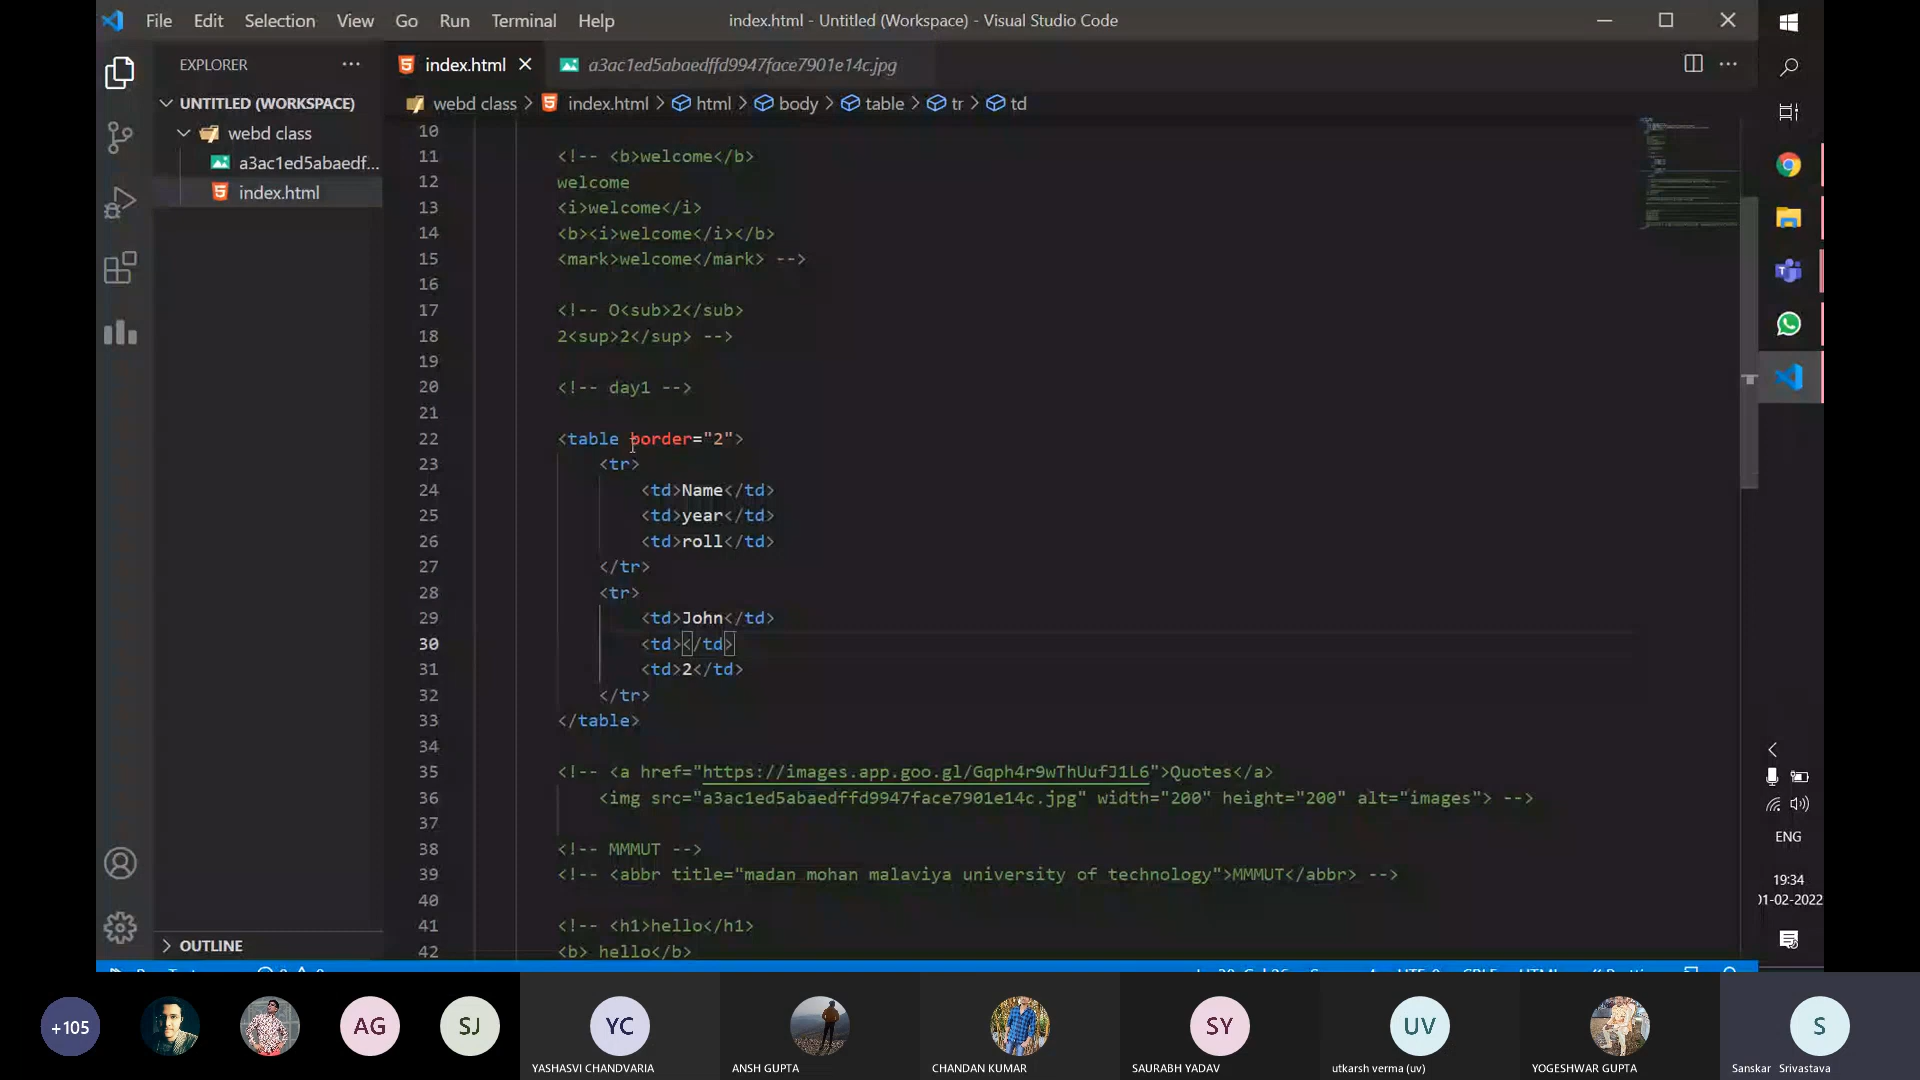 File Edit Selection View Go Run Terminal Help
index.html - Untitled (Workspace) - Visual Studio Code
EXPLORER
index.html
a3ac1ed5abaedffd9947face7901e14c.jpg
UNTITLED (WORKSPACE)
webd class > index.html > html > body > table > tr > td
webd class
a3ac1ed5abaedf...
index.html
10
11 <!-- <b>welcome</b>
12 welcome
13 <i>welcome</i>
14 <b><i>welcome</i></b>
15 <mark>welcome</mark> -->
16
17 <!-- O<sub>2</sub>
18 2<sup>2</sup> -->
19
20 <!-- day1 -->
21
22 <table border="2">
23 <tr>
24 <td>Name</td>
25 <td>year</td>
26 <td>roll</td>
27 </tr>
28 <tr>
29 <td>John</td>
30 <td></td>
31 <td>2</td>
32 </tr>
33 </table>
34
35 <!-- <a href="https://images.app.goo.gl/Gqph4r9wThUufJ1L6">Quotes</a>
36 <img src="a3ac1ed5abaedffd9947face7901e14c.jpg" width="200" height="200" alt="images"> -->
37
38 <!-- MMMUT -->
39 <!-- <abbr title="madan mohan malaviya university of technology">MMMUT</abbr> -->
40
41 <!-- <h1>hello</h1>
42 <b> hello</b>
OUTLINE
ENG
19:34
01-02-2022
+105
AG
SJ
YC
SY
UV
S
YASHASVI CHANDVARIA
ANSH GUPTA
CHANDAN KUMAR
SAURABH YADAV
utkarsh verma (uv)
YOGESHWAR GUPTA
Sanskar Srivastava